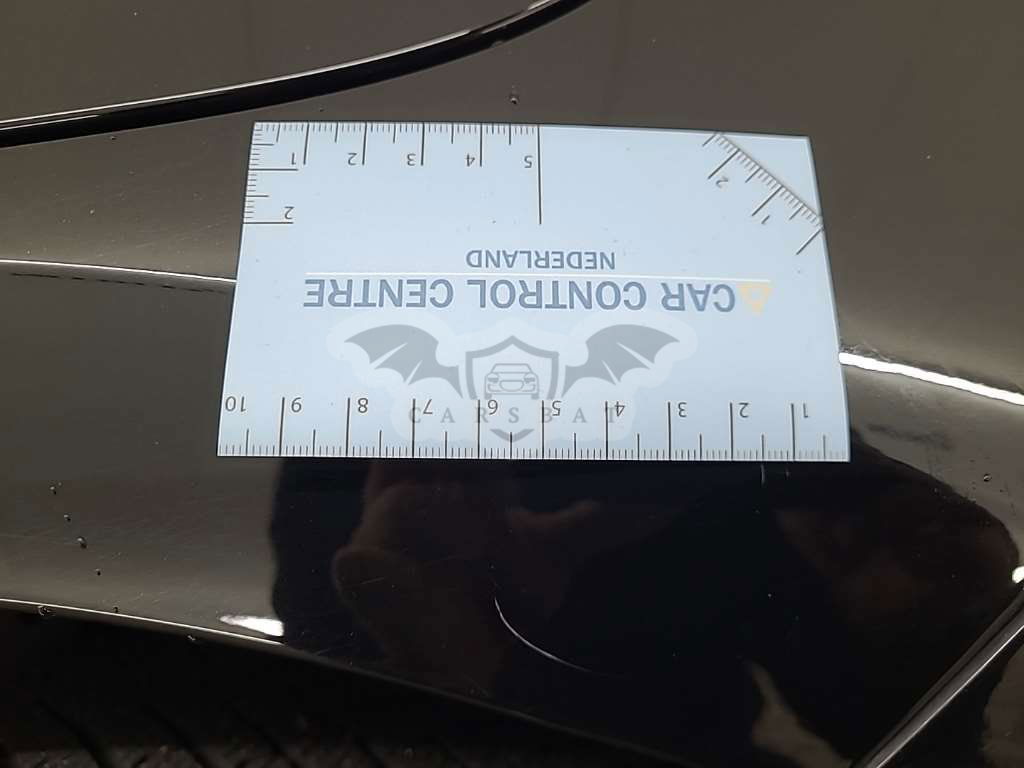 1 2 3 4 5 6 7 8 9 10
CAR CONTROL CENTRE
NEDERLAND
1 2
2
5 4 3 2 1
CARSBAT